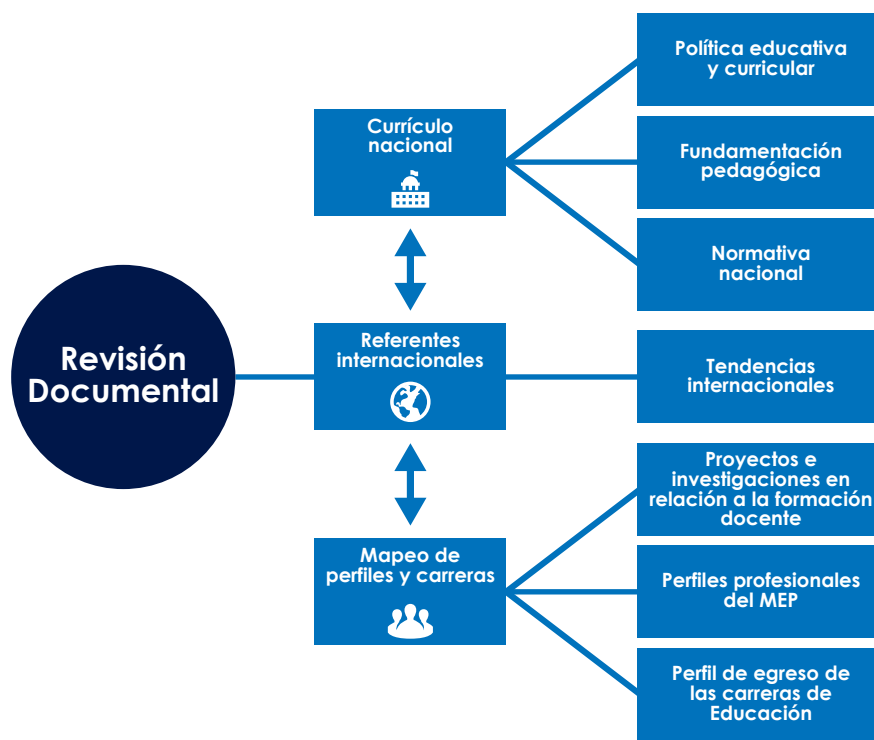 Revisión
Documental
Currículo
nacional
Política educativa
y curricular
Fundamentación
pedagógica
Normativa
nacional
Referentes
internacionales
Tendencias
internacionales
Mapeo de
perfiles y carreras
Proyectos e
investigaciones en
relación a la formación
docente
Perfiles profesionales
del MEP
Perfil de egreso de
las carreras de
Educación